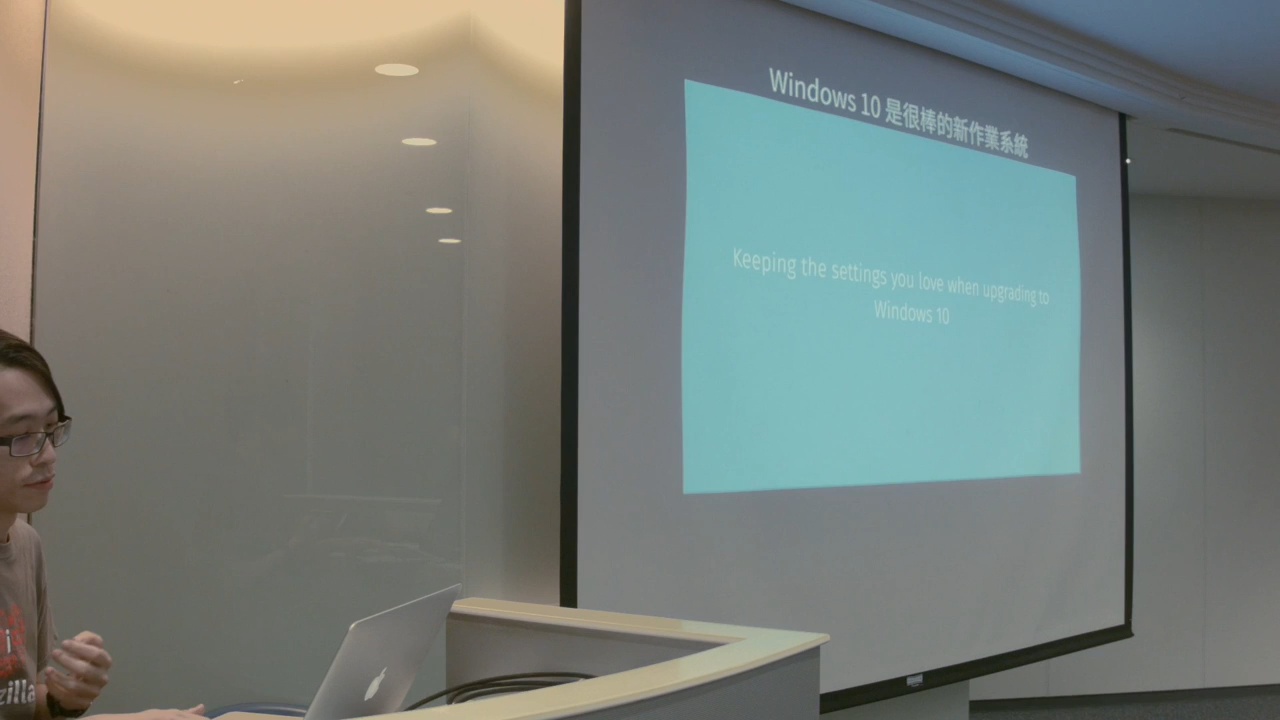 Windows 10 是很棒的新作業系統
Keeping the settings you love when upgrading to
Windows 10
i
zilla